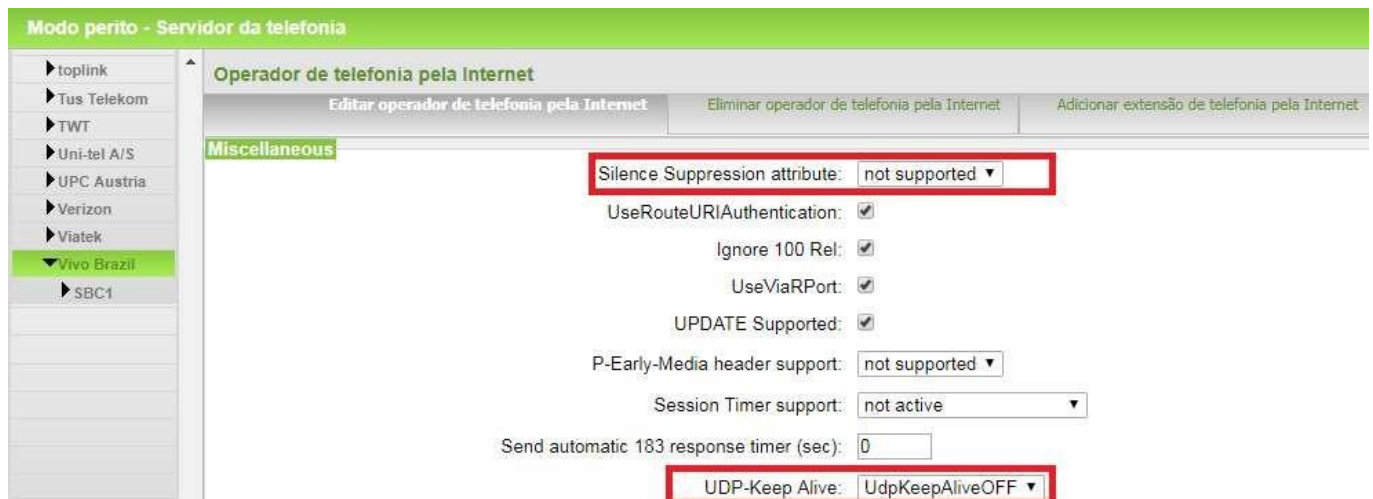 Modo perito - Servidor da telefonia
toplink
Tus Telekom
TWT
Uni-tel A/S
UPC Austria
Verizon
Viatek
Vivo Brazil
SBC1
Operador de telefonia pela Internet
Editar operador de telefonia pela Internet Eliminar operador de telefonia pela Internet Adicionar extensão de telefonia pela Internet
Miscellaneous
Silence Suppression attribute: not supported
UseRouteURIAuthentication:
Ignore 100 Rel:
UseViaRPort:
UPDATE Supported:
P-Early-Media header support: not supported
Session Timer support: not active
Send automatic 183 response timer (sec): 0
UDP-Keep Alive: UdpKeepAliveOFF